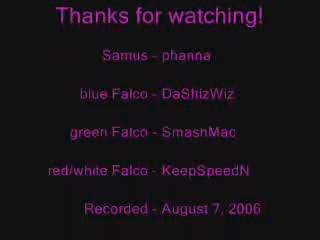 Thanks for watching!
Samus - phanna
blue Falco - DaShizWiz
green Falco - SmashMac
red/white Falco - KeepSpeedN
Recorded - August 7, 2006